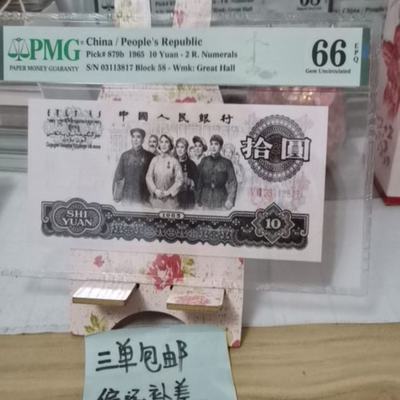 PMG
PAPER MONEY GUARANTY
China / People's Republic
Pick# 879b 1965 10 Yuan - 2 R. Numerals
S/N 03113817 Block 58 - Wmk: Great Hall
66
EPQ
Gem Uncirculated
中國人民銀行
拾圓
SHI
YUAN
1965
10
三单包邮